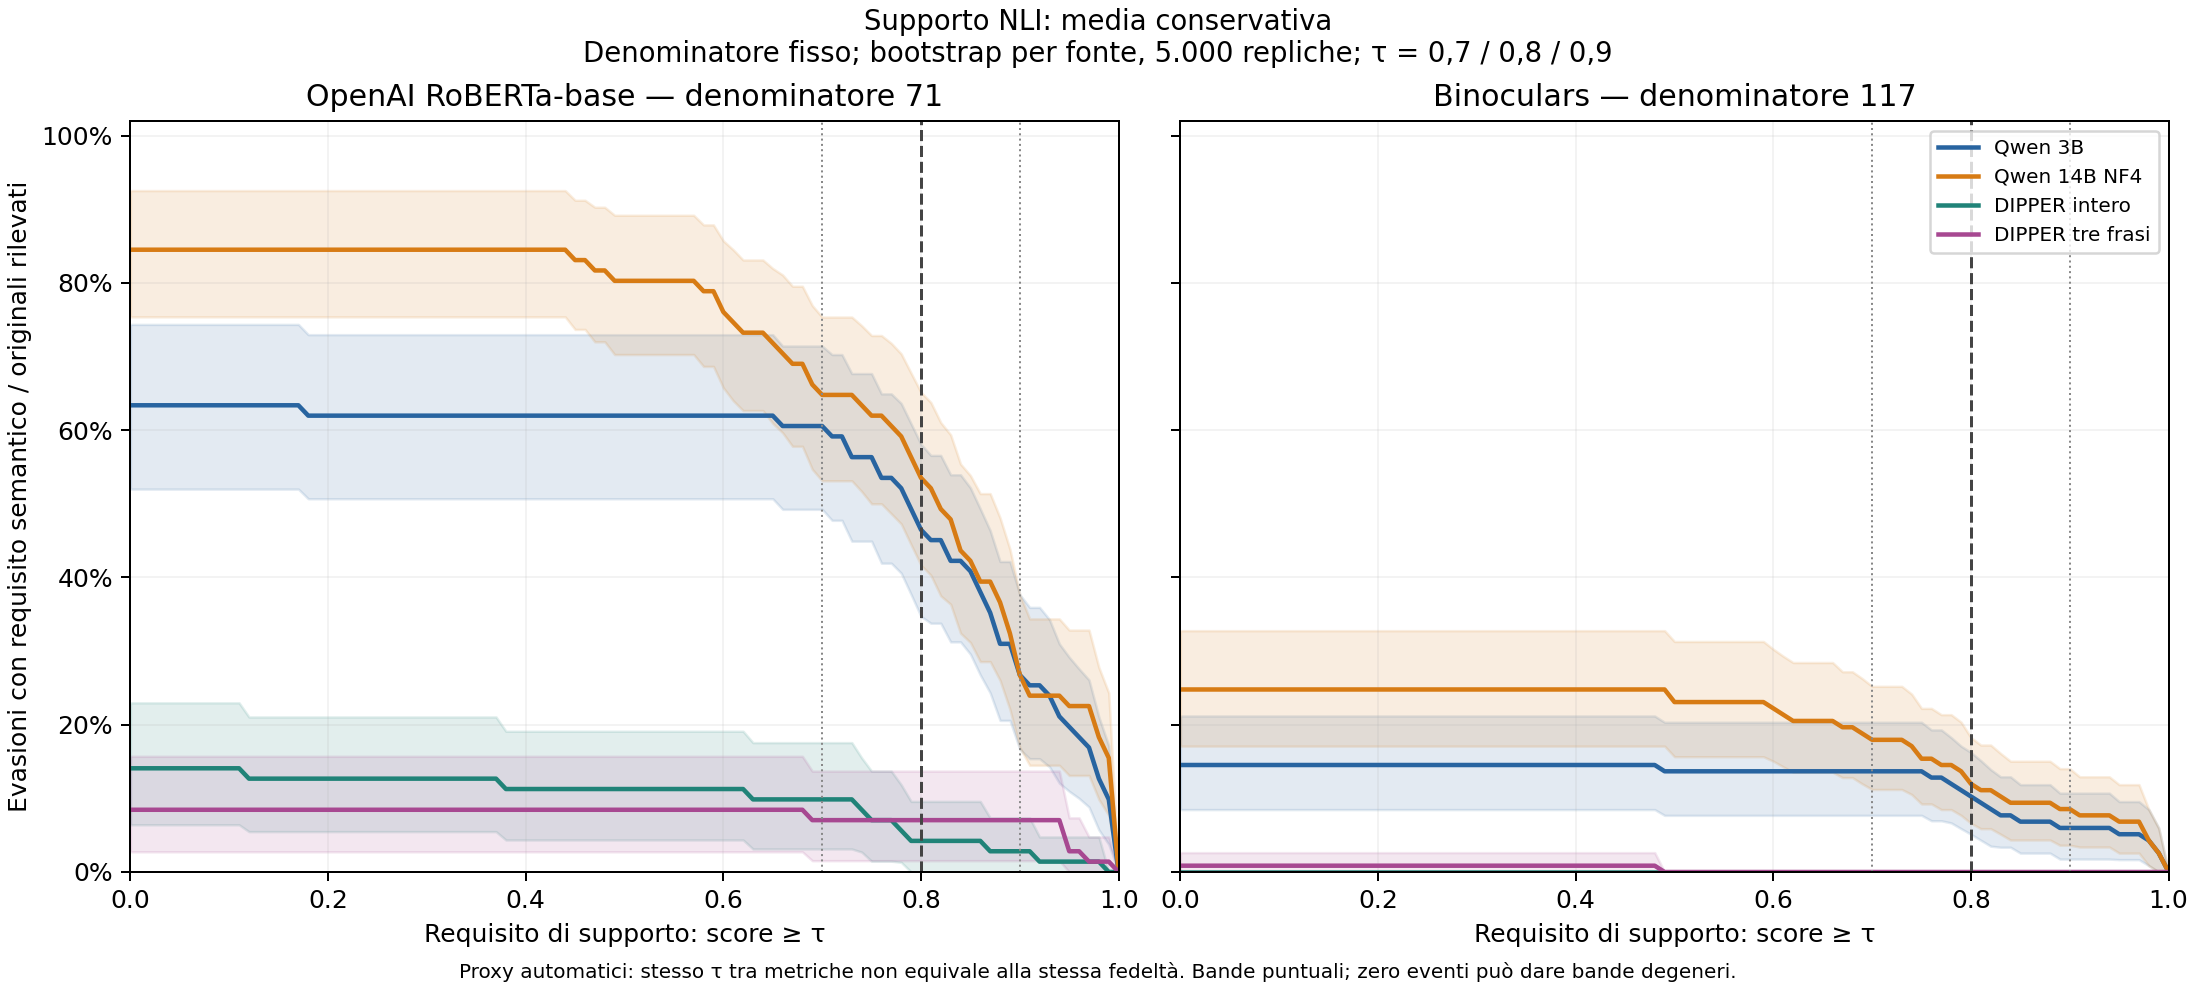 Supporto NLI: media conservativa
Denominatore fisso; bootstrap per fonte, 5.000 repliche; τ = 0,7 / 0,8 / 0,9
OpenAI RoBERTa-base — denominatore 71
Evasioni con requisito semantico / originali rilevati
100%
80%
60%
40%
20%
0%
0.0 0.2 0.4 0.6 0.8 1.0
Requisito di supporto: score ≥ τ
Binoculars — denominatore 117
Qwen 3B
Qwen 14B NF4
DIPPER intero
DIPPER tre frasi
0.0 0.2 0.4 0.6 0.8 1.0
Requisito di supporto: score ≥ τ
Proxy automatici: stesso τ tra metriche non equivale alla stessa fedeltà. Bande puntuali; zero eventi può dare bande degeneri.